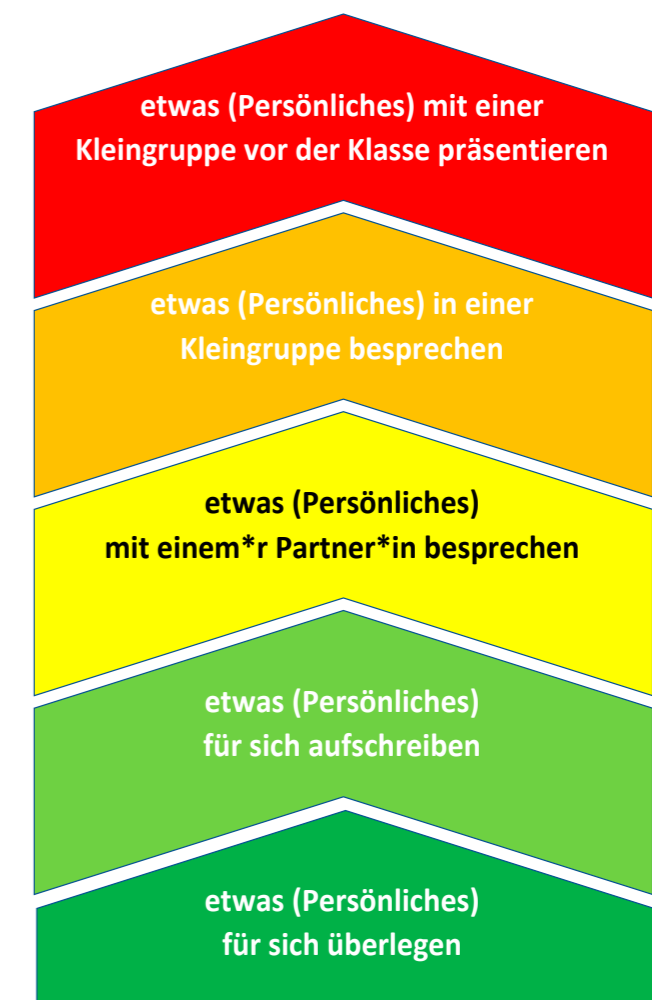 etwas (Persönliches) mit einer
Kleingruppe vor der Klasse präsentieren
etwas (Persönliches) in einer
Kleingruppe besprechen
etwas (Persönliches)
mit einem*r Partner*in besprechen
etwas (Persönliches)
für sich aufschreiben
etwas (Persönliches)
für sich überlegen